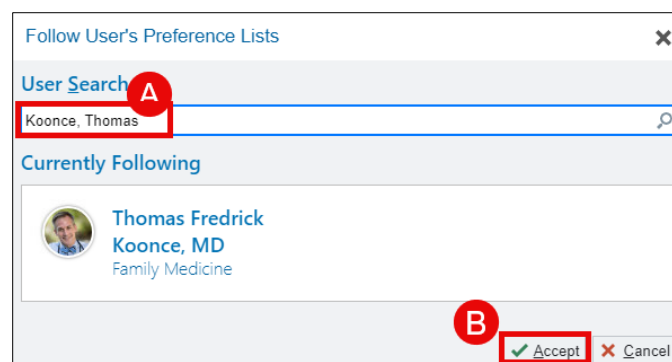 Follow User's Preference Lists
User Search
A
Koonce, Thomas
Currently Following
Thomas Fredrick
Koonce, MD
Family Medicine
B
Accept Cancel